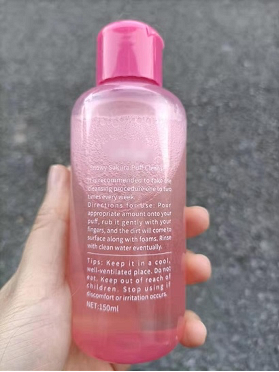 It is recommended to take the
cleansing procedure one to two
times every week.
Directions for Use: Pour
appropriate amount onto your
puff, rub it gently with your
fingers, and the dirt will come to
surface along with foams. Rinse
with clean water eventually.
Tips: Keep it in a cool,
well-ventilated place. Do not
eat. Keep out of reach of
children. Stop using if
discomfort or irritation occurs.
NET:150ml